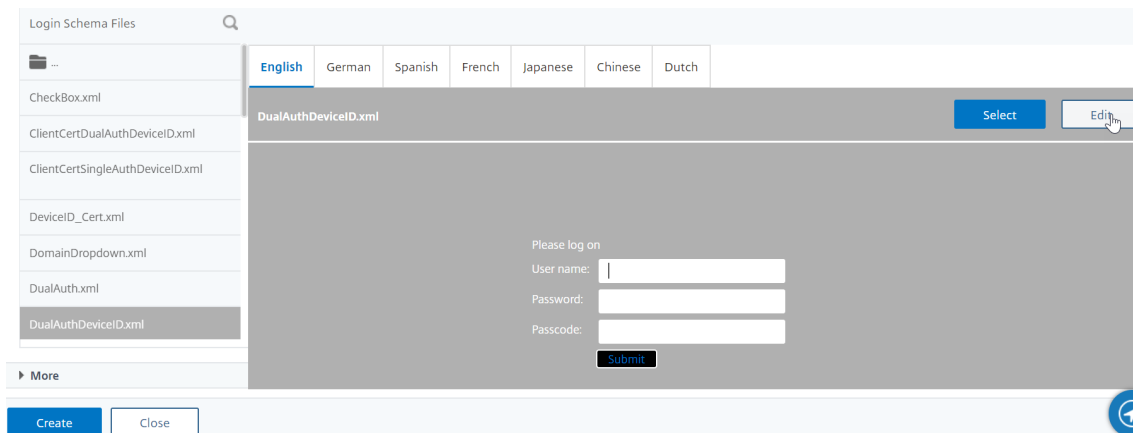 Login Schema Files
...
English German Spanish French Japanese Chinese Dutch
CheckBox.xml
DualAuthDeviceID.xml Select Edit
ClientCertDualAuthDeviceID.xml
ClientCertSingleAuthDeviceID.xml
DeviceID_Cert.xml
DomainDropdown.xml
DualAuth.xml
DualAuthDeviceID.xml
Please log on
User name:
Password:
Passcode:
Submit
More
Create Close